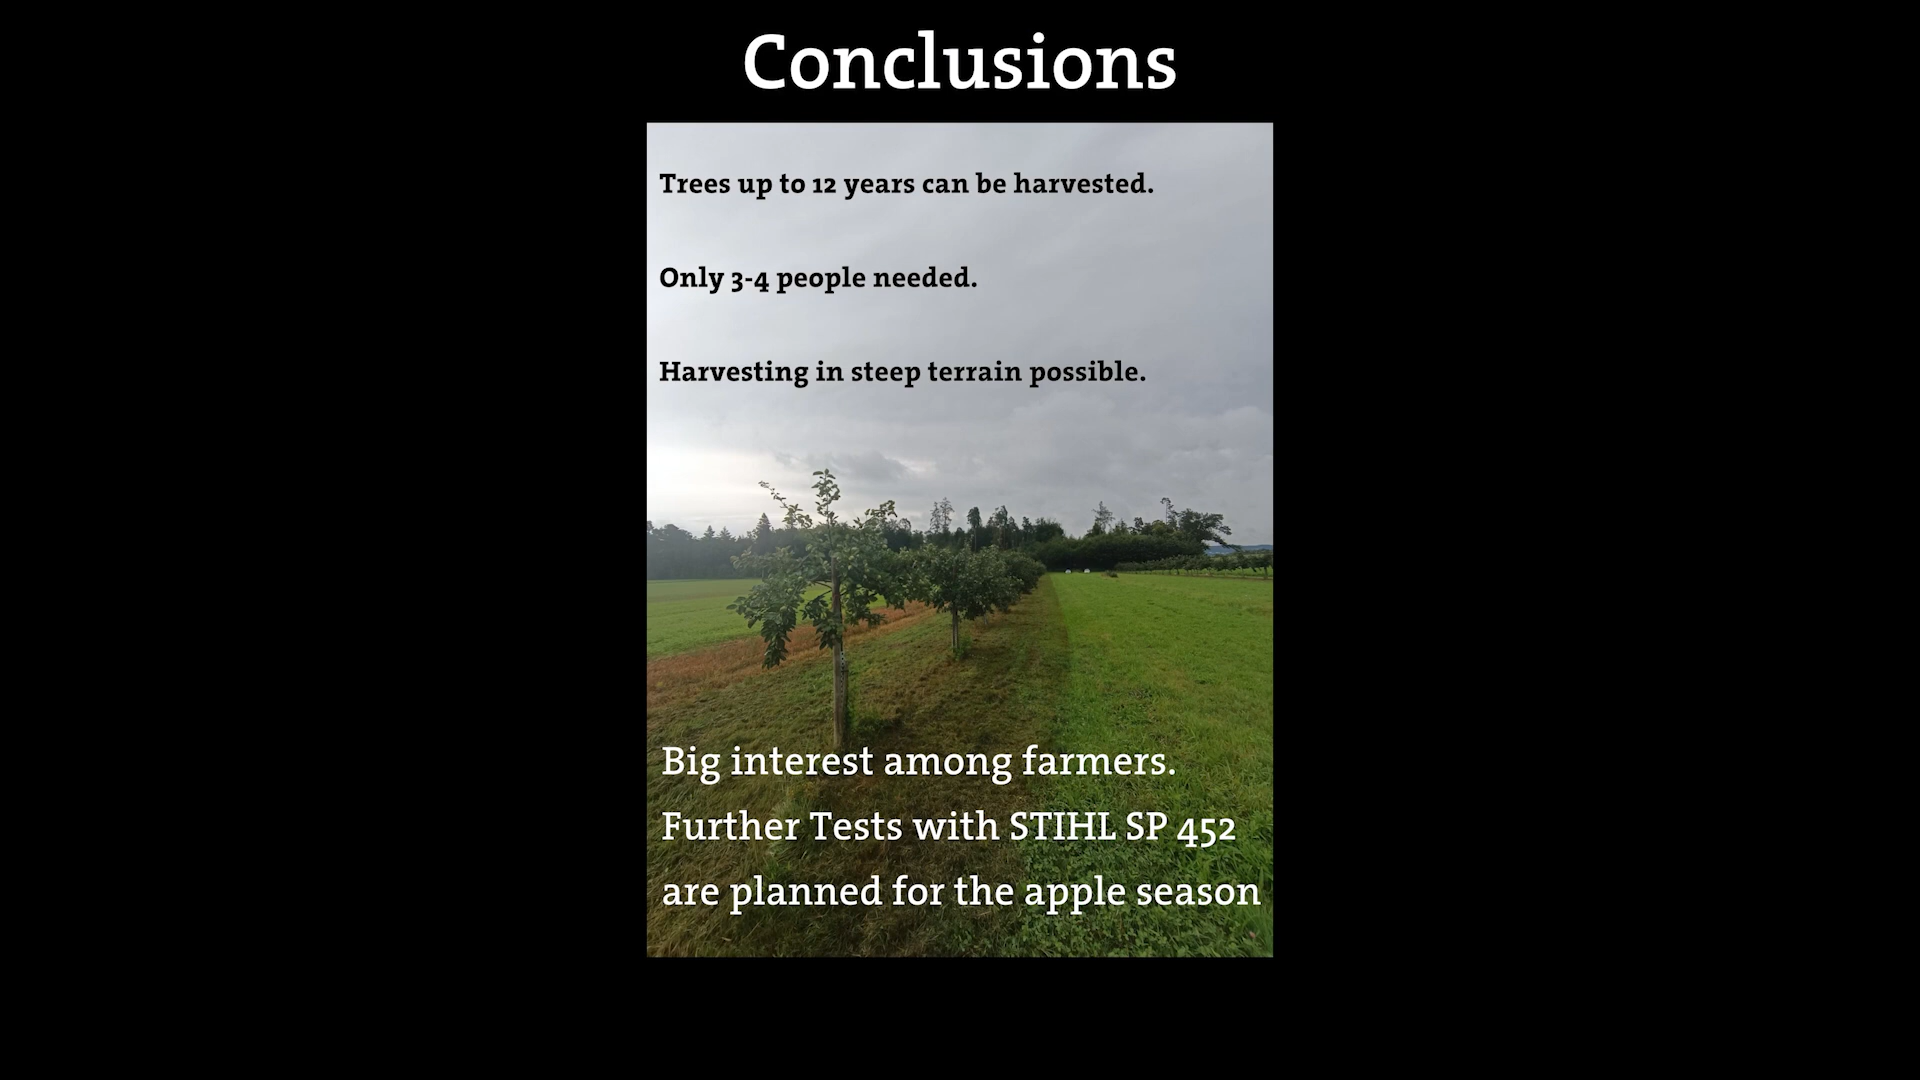 Conclusions
Trees up to 12 years can be harvested.
Only 3-4 people needed.
Harvesting in steep terrain possible.
Big interest among farmers.
Further Tests with STIHL SP 452
are planned for the apple season